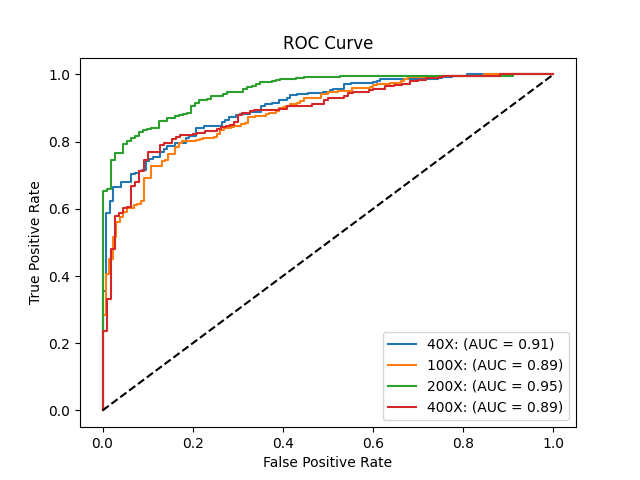 ROC Curve
1.0
0.8
0.6
0.4
0.2
0.0
True Positive Rate
40X: (AUC = 0.91)
100X: (AUC = 0.89)
200X: (AUC = 0.95)
400X: (AUC = 0.89)
0.0 0.2 0.4 0.6 0.8 1.0
False Positive Rate